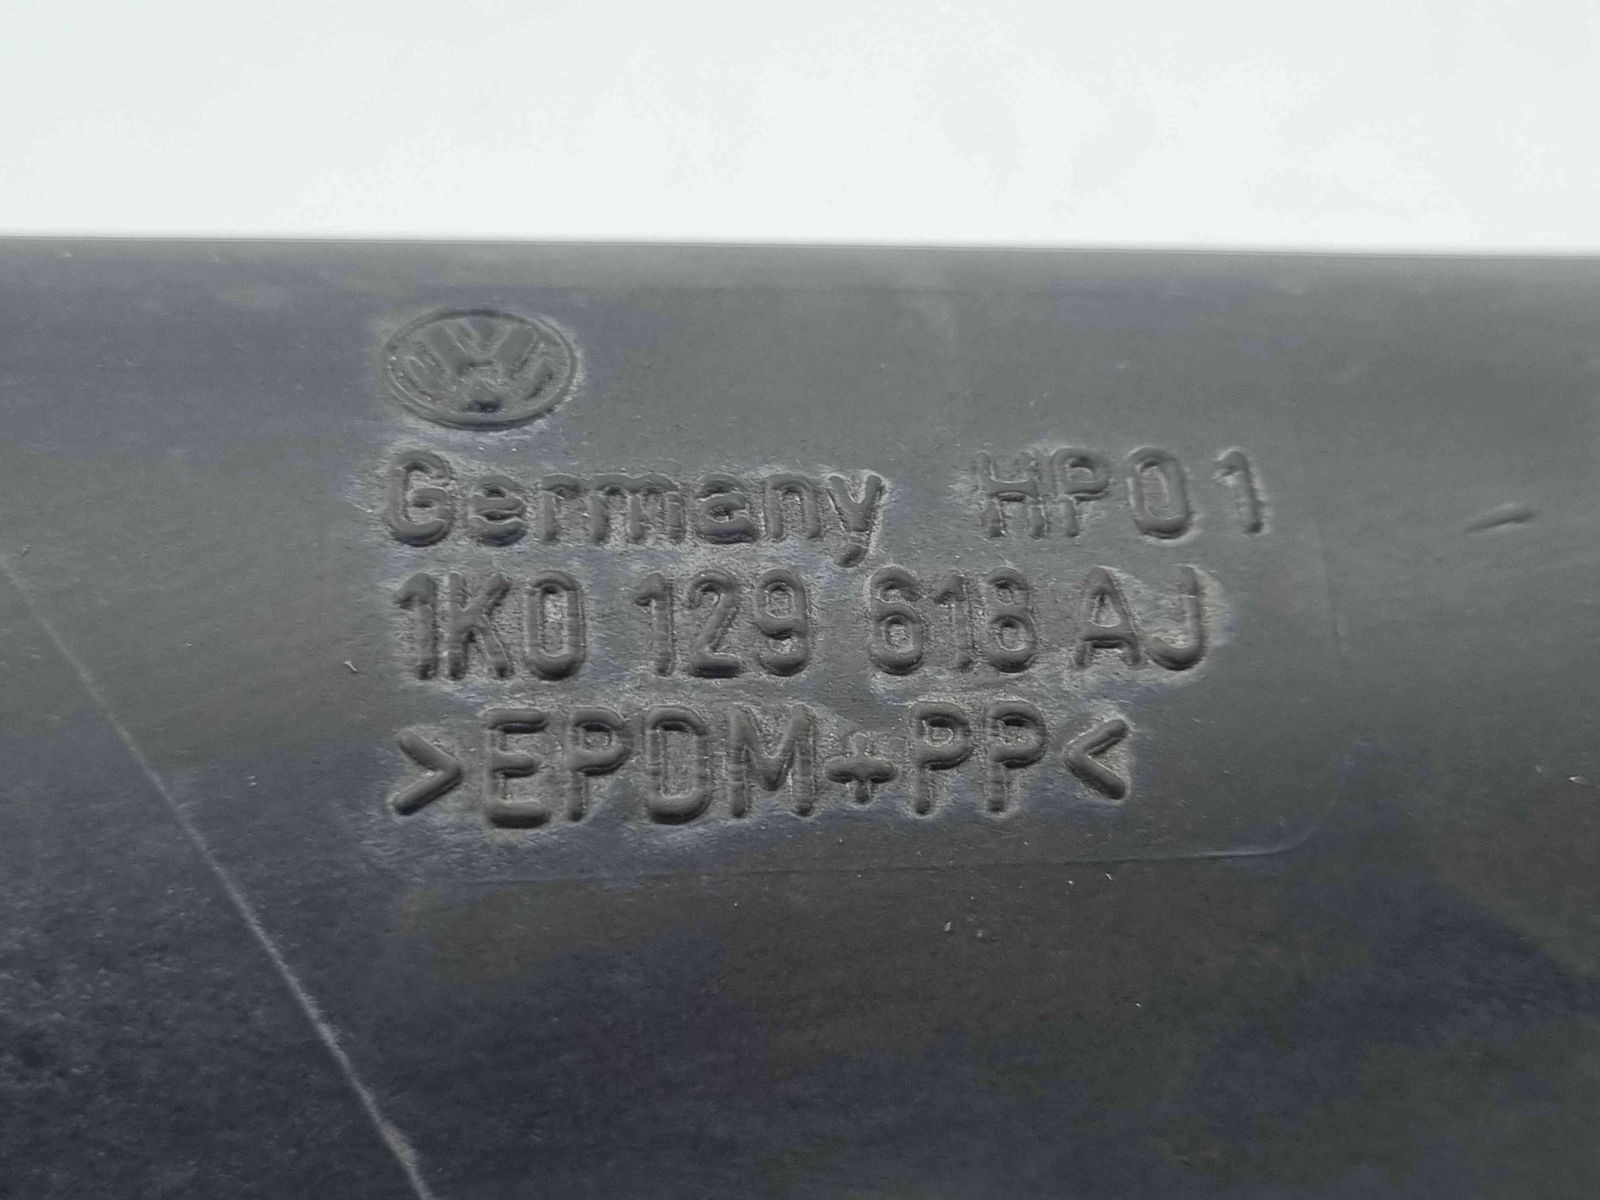 Germany HP01
1K0 129 618 AJ
>EPDM+PP<